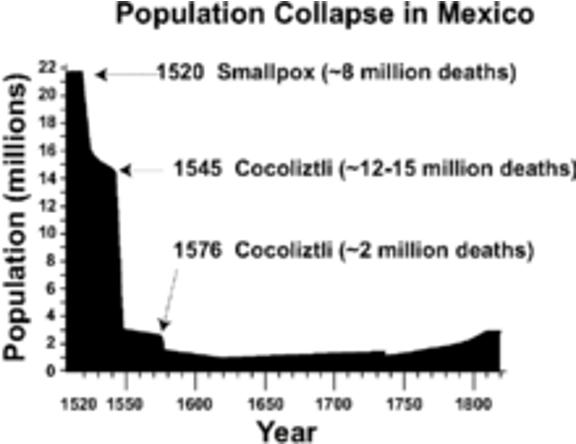 Population Collapse in Mexico
22
20
18
16
14
12
10
8
6
4
2
0
Population (millions)
1520 Smallpox (~8 million deaths)
1545 Cocoliztli (~12-15 million deaths)
1576 Cocoliztli (~2 million deaths)
1520 1550 1600 1650 1700 1750 1800
Year